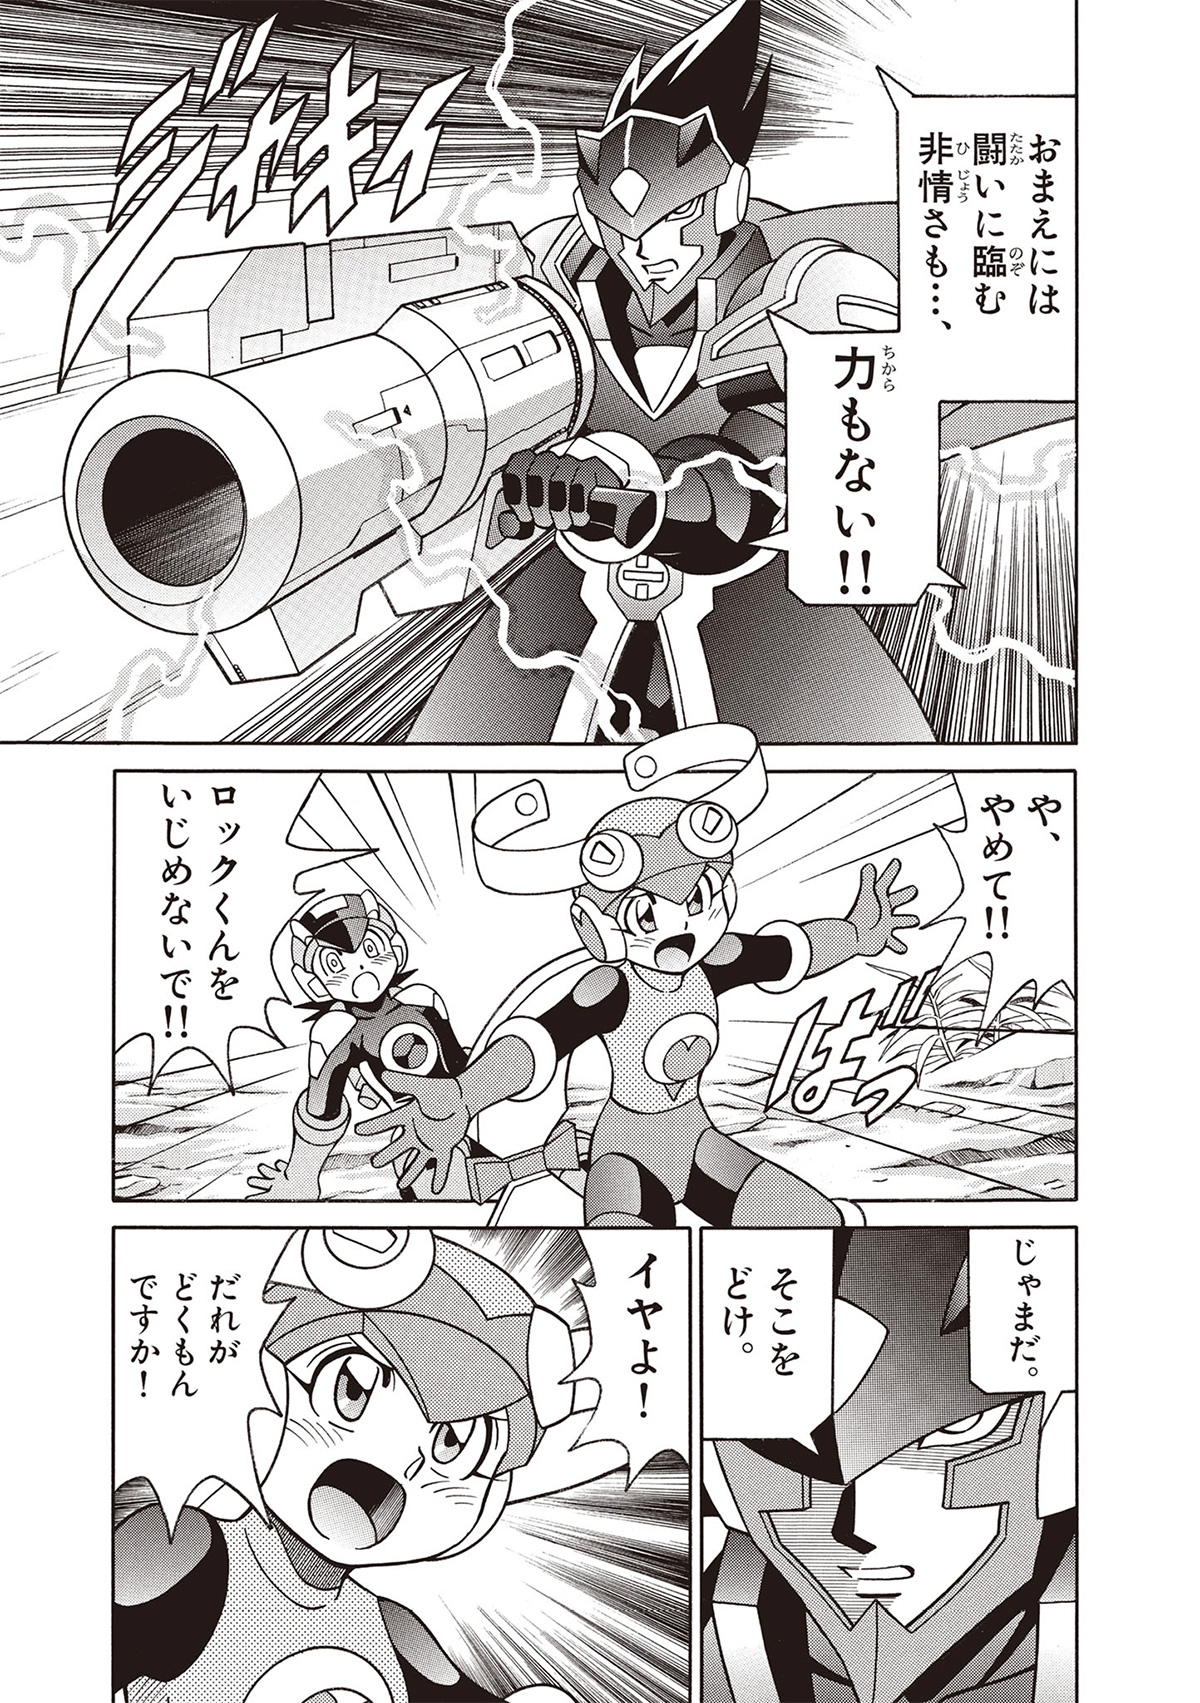 おまえには
闘いに臨む
非情さも…、
力もない!!
ジャキィ
や、
やめて!!
ばっ
ロックくんを
いじめないで!!
じゃまだ。
そこを
どけ。
イヤよ!
だれが
どくもん
ですか!